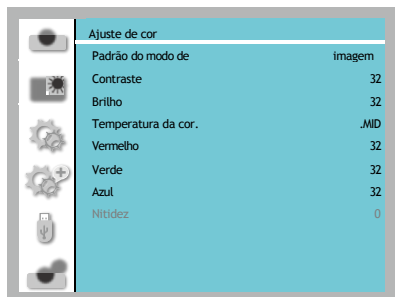 Ajuste de cor
Padrão do modo de imagem
Contraste 32
Brilho 32
Temperatura da cor. .MID
Vermelho 32
Verde 32
Azul 32
Nitidez 0